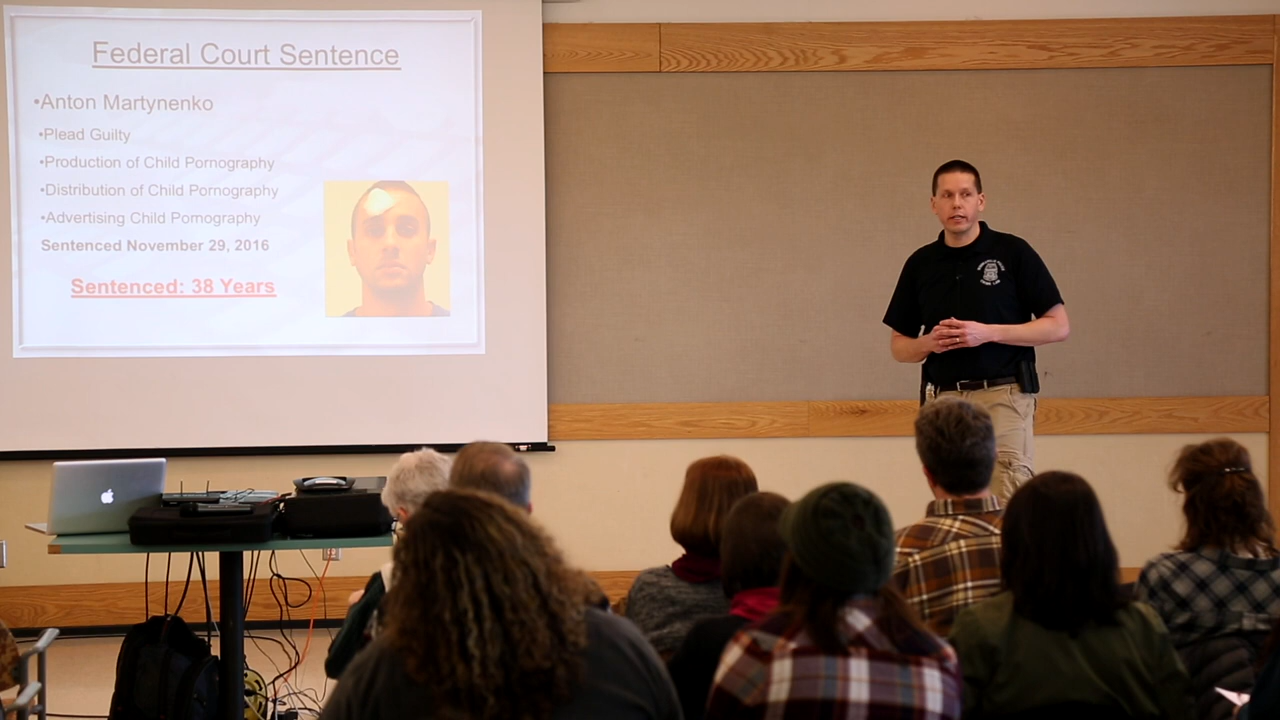 Federal Court Sentence
•Anton Martynenko
•Plead Guilty
•Production of Child Pornography
•Distribution of Child Pornography
•Advertising Child Pornography
Sentenced November 29, 2016
Sentenced: 38 Years